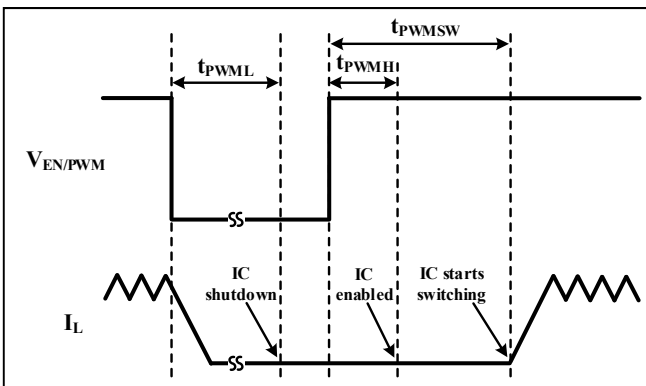 tPWMSW
tPWML
tPWMH
VEN/PWM
IC
shutdown
IC
enabled
IC starts
switching
IL